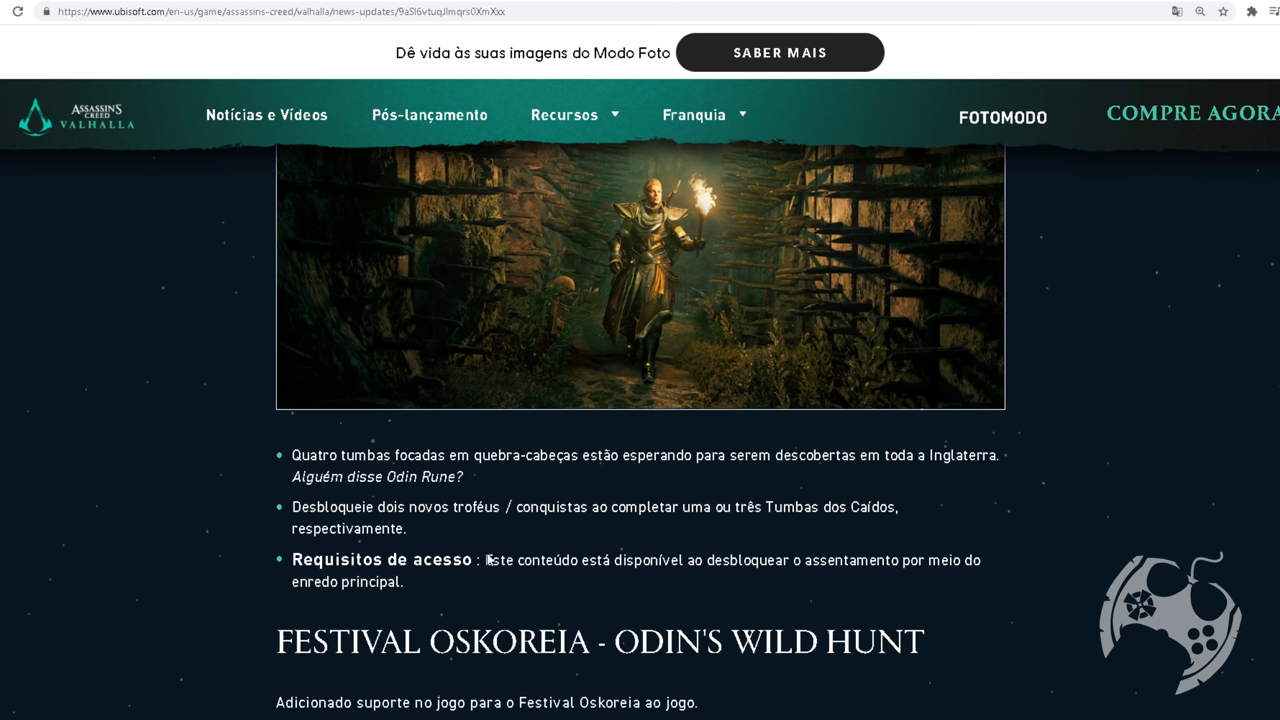 https://www.ubisoft.com/en-us/game/assassins-creed/valhalla/news-updates/9aSl6vtuqJlmqrs0XmXxx
Dê vida às suas imagens do Modo Foto
SABER MAIS
ASSASSIN'S
CREED
VALHALLA
Notícias e Vídeos
Pós-lançamento
Recursos
Franquia
FOTOMODO
COMPRE AGORA
Quatro tumbas focadas em quebra-cabeças estão esperando para serem descobertas em toda a Inglaterra.
Alguém disse Odin Rune?
Desbloqueie dois novos troféus / conquistas ao completar uma ou três Tumbas dos Caídos,
respectivamente.
Requisitos de acesso : Este conteúdo está disponível ao desbloquear o assentamento por meio do
enredo principal.
FESTIVAL OSKOREIA - ODIN'S WILD HUNT
Adicionado suporte no jogo para o Festival Oskoreia ao jogo.